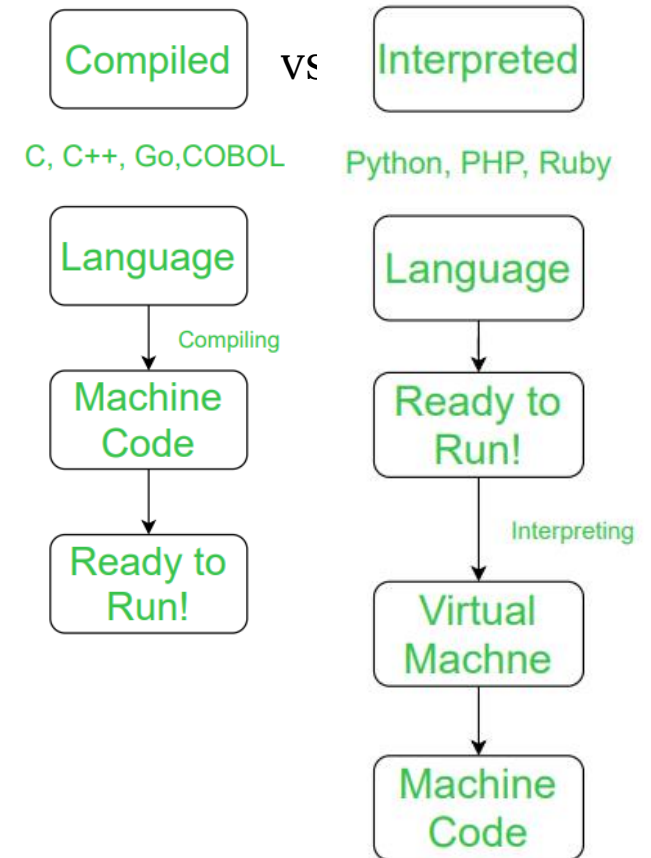 Compiled
vs
Interpreted
C, C++, Go,COBOL
Python, PHP, Ruby
Language
Compiling
Machine
Code
Ready to
Run!
Language
Ready to
Run!
Interpreting
Virtual
Machne
Machine
Code